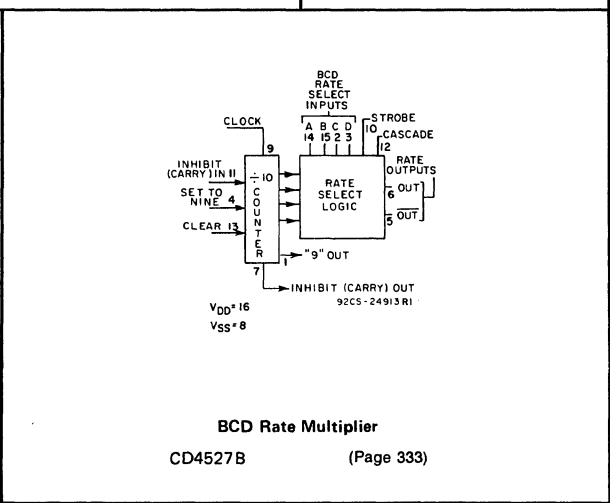 BCD
RATE
SELECT
INPUTS
CLOCK
STROBE
A B C D
14 15 2 3
10
CASCADE
12
9
RATE
OUTPUTS
INHIBIT
(CARRY) IN 11
÷ 10
COUNTER
RATE
SELECT
LOGIC
6 OUT
SET TO
NINE 4
5 OUT
CLEAR 13
1
"9" OUT
7
INHIBIT (CARRY) OUT
92CS-24913R1
VDD= 16
VSS= 8
BCD Rate Multiplier
CD4527B (Page 333)